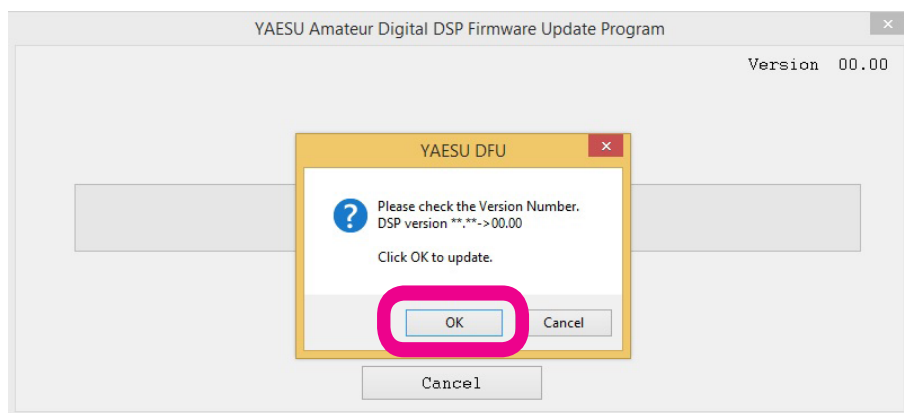 YAESU Amateur Digital DSP Firmware Update Program
Version 00.00
YAESU DFU
Please check the Version Number.
DSP version **.**->00.00
Click OK to update.
OK
Cancel
Cancel